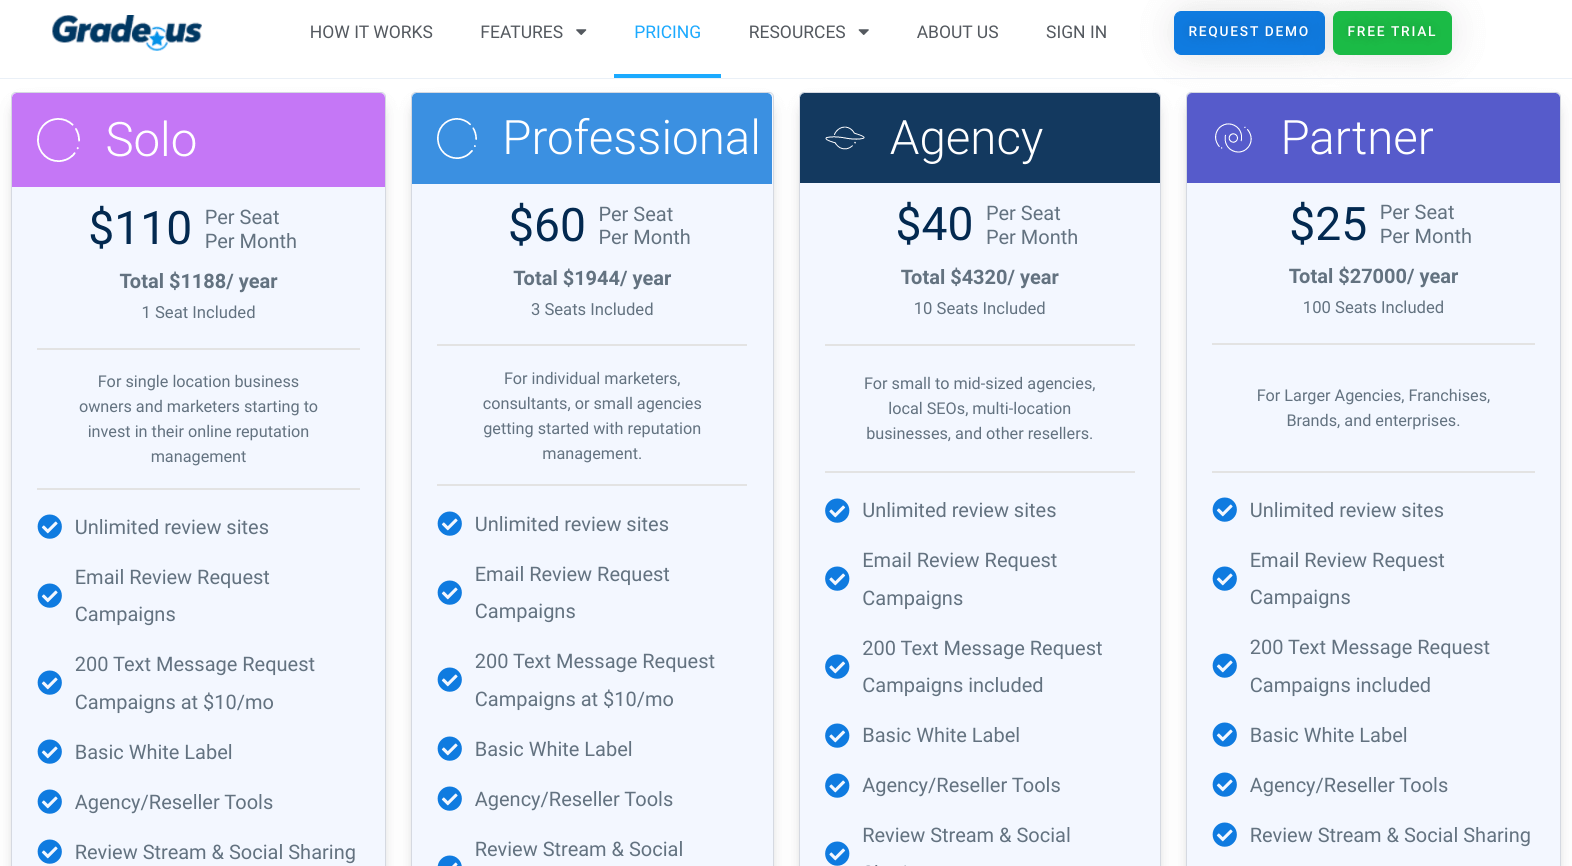 Grade.us
HOW IT WORKS
FEATURES
PRICING
RESOURCES
ABOUT US
SIGN IN
REQUEST DEMO
FREE TRIAL
Solo
$110 Per Seat
Per Month
Total $1188/ year
1 Seat Included
For single location business
owners and marketers starting to
invest in their online reputation
management
Unlimited review sites
Email Review Request
Campaigns
200 Text Message Request
Campaigns at $10/mo
Basic White Label
Agency/Reseller Tools
Review Stream & Social Sharing
Professional
$60 Per Seat
Per Month
Total $1944/ year
3 Seats Included
For individual marketers,
consultants, or small agencies
getting started with reputation
management.
Unlimited review sites
Email Review Request
Campaigns
200 Text Message Request
Campaigns at $10/mo
Basic White Label
Agency/Reseller Tools
Review Stream & Social
Agency
$40 Per Seat
Per Month
Total $4320/ year
10 Seats Included
For small to mid-sized agencies,
local SEOs, multi-location
businesses, and other resellers.
Unlimited review sites
Email Review Request
Campaigns
200 Text Message Request
Campaigns included
Basic White Label
Agency/Reseller Tools
Review Stream & Social
Partner
$25 Per Seat
Per Month
Total $27000/ year
100 Seats Included
For Larger Agencies, Franchises,
Brands, and enterprises.
Unlimited review sites
Email Review Request
Campaigns
200 Text Message Request
Campaigns included
Basic White Label
Agency/Reseller Tools
Review Stream & Social Sharing